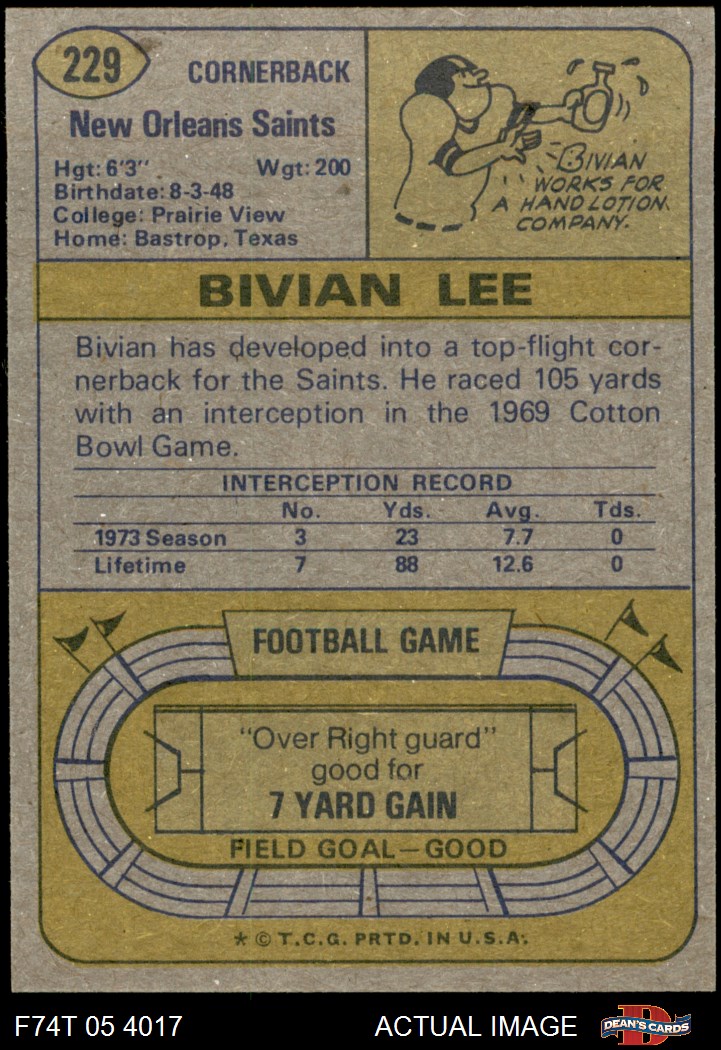 229
CORNERBACK
New Orleans Saints
Hgt: 6'3" Wgt: 200
Birthdate: 8-3-48
College: Prairie View
Home: Bastrop, Texas
BIVIAN
WORKS FOR
A HAND LOTION
COMPANY.
BIVIAN LEE
Bivian has developed into a top-flight cor-
nerback for the Saints. He raced 105 yards
with an interception in the 1969 Cotton
Bowl Game.
INTERCEPTION RECORD
No. Yds. Avg. Tds.
1973 Season 3 23 7.7 0
Lifetime 7 88 12.6 0
FOOTBALL GAME
"Over Right guard"
good for
7 YARD GAIN
FIELD GOAL—GOOD
* © T.C.G. PRTD. IN U.S.A.
F74T 05 4017 ACTUAL IMAGE D DEAN'S CARDS